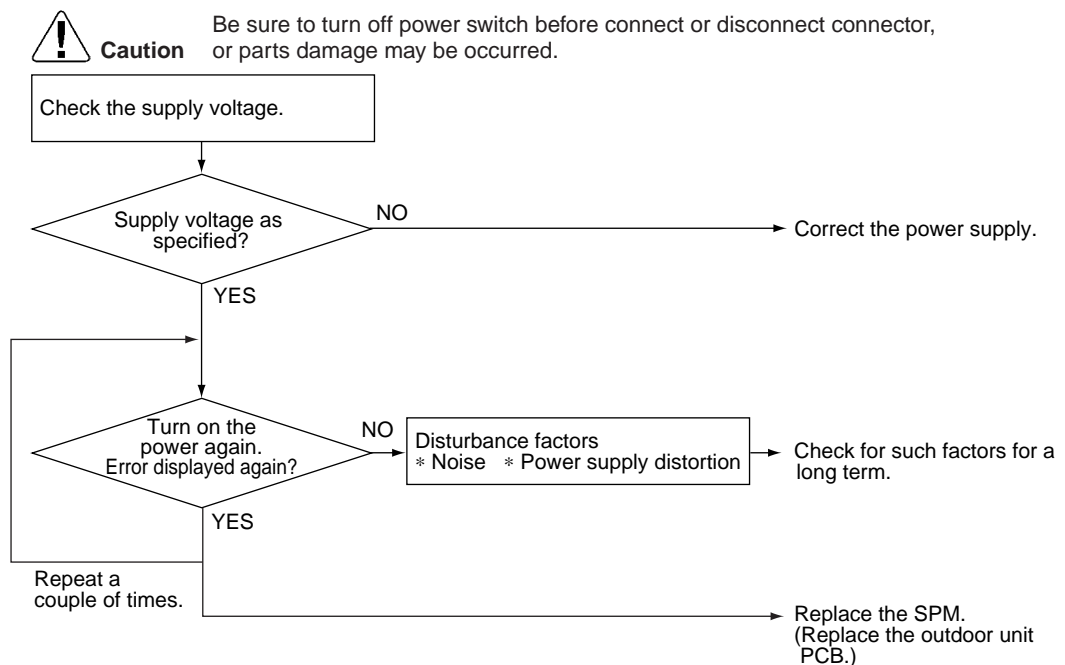 Be sure to turn off power switch before connect or disconnect connector,
Caution or parts damage may be occurred.
Check the supply voltage.
Supply voltage as
specified?
NO
Correct the power supply.
YES
Turn on the
power again.
Error displayed again?
NO
Disturbance factors
* Noise * Power supply distortion
Check for such factors for a
long term.
YES
Repeat a
couple of times.
Replace the SPM.
(Replace the outdoor unit
PCB.)